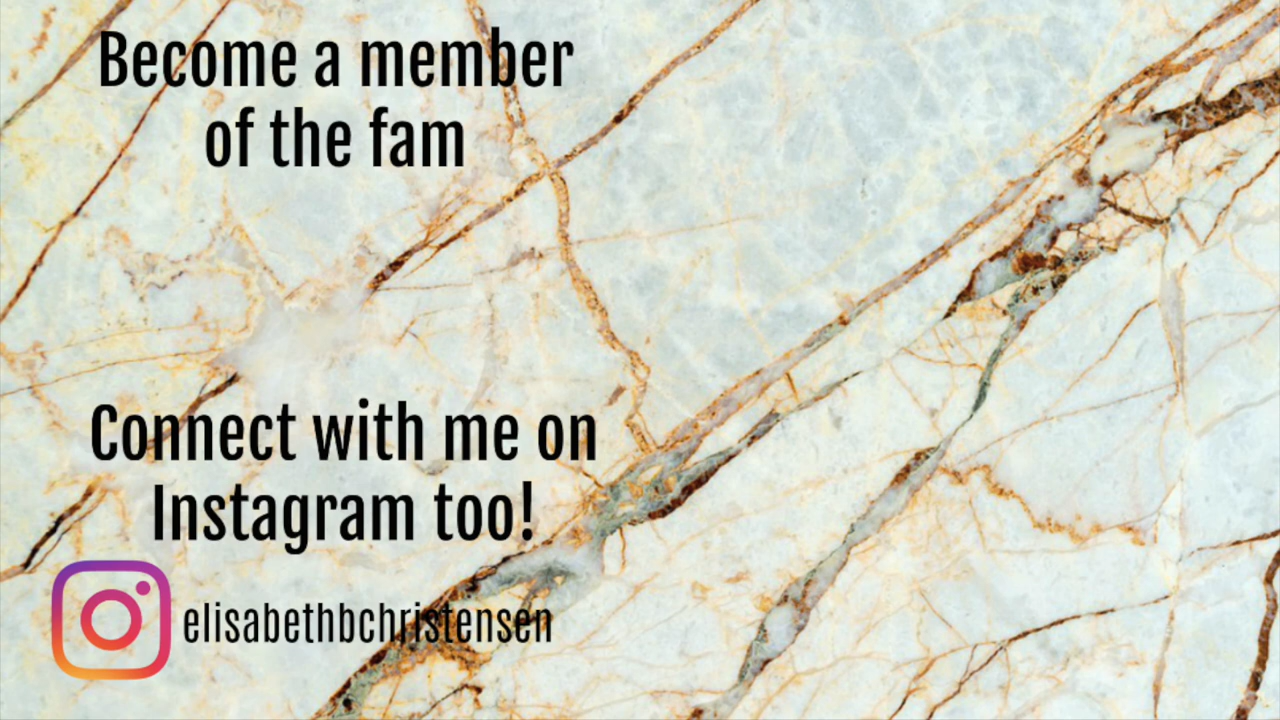 Become a member
of the fam
Connect with me on
Instagram too!
elisabethbchristensen